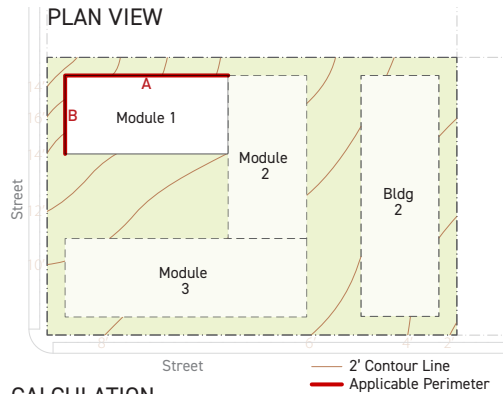 PLAN VIEW
14
A
16
B
Module 1
14
Module
2
Bldg
2
Street
12
10
Module
3
8'
6'
4'
2'
Street
2' Contour Line
Applicable Perimeter
CALCULATION